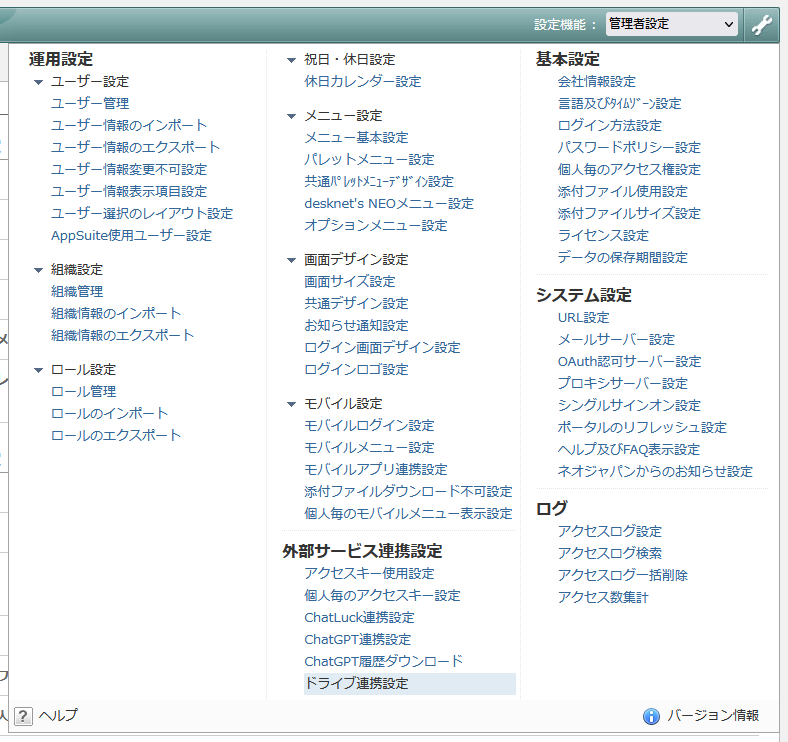 設定機能： 管理者設定
運用設定
ユーザー設定
ユーザー管理
ユーザー情報のインポート
ユーザー情報のエクスポート
ユーザー情報変更不可設定
ユーザー情報表示項目設定
ユーザー選択のレイアウト設定
AppSuite使用ユーザー設定
組織設定
組織管理
組織情報のインポート
組織情報のエクスポート
ロール設定
ロール管理
ロールのインポート
ロールのエクスポート
祝日・休日設定
休日カレンダー設定
メニュー設定
メニュー基本設定
パレットメニュー設定
共通ﾊﾟﾚｯﾄﾒﾆｭｰﾃﾞｻﾞｲﾝ設定
desknet's NEOメニュー設定
オプションメニュー設定
画面デザイン設定
画面サイズ設定
共通デザイン設定
お知らせ通知設定
ログイン画面デザイン設定
ログインロゴ設定
モバイル設定
モバイルログイン設定
モバイルメニュー設定
モバイルアプリ連携設定
添付ファイルダウンロード不可設定
個人毎のモバイルメニュー表示設定
外部サービス連携設定
アクセスキー使用設定
個人毎のアクセスキー設定
ChatLuck連携設定
ChatGPT連携設定
ChatGPT履歴ダウンロード
ドライブ連携設定
基本設定
会社情報設定
言語及びﾀｲﾑｿﾞｰﾝ設定
ログイン方法設定
パスワードポリシー設定
個人毎のアクセス権設定
添付ファイル使用設定
添付ファイルサイズ設定
ライセンス設定
データの保存期間設定
システム設定
URL設定
メールサーバー設定
OAuth認可サーバー設定
プロキシサーバー設定
シングルサインオン設定
ポータルのリフレッシュ設定
ヘルプ及びFAQ表示設定
ネオジャパンからのお知らせ設定
ログ
アクセスログ設定
アクセスログ検索
アクセスログ一括削除
アクセス数集計
? ヘルプ
バージョン情報